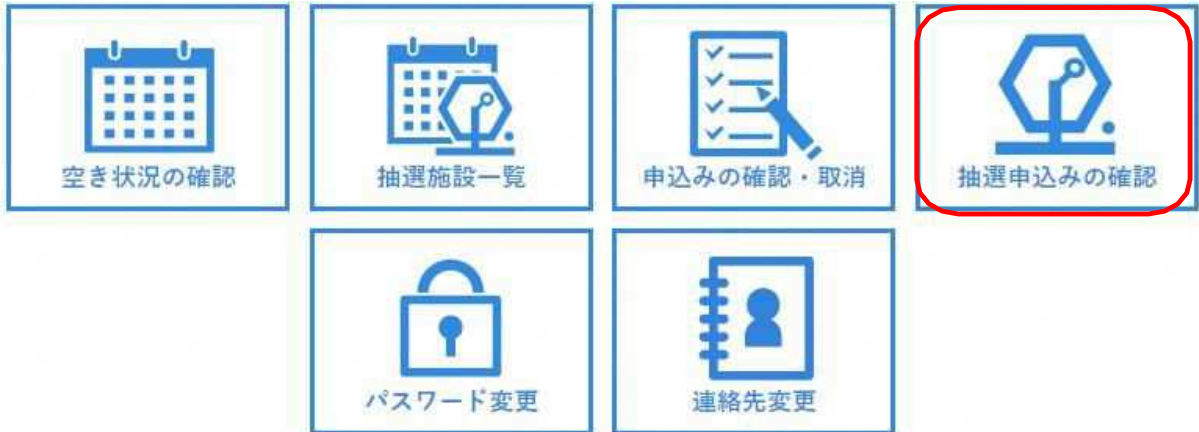 空き状況の確認
抽選施設一覧
申込みの確認・取消
抽選申込みの確認
パスワード変更
連絡先変更